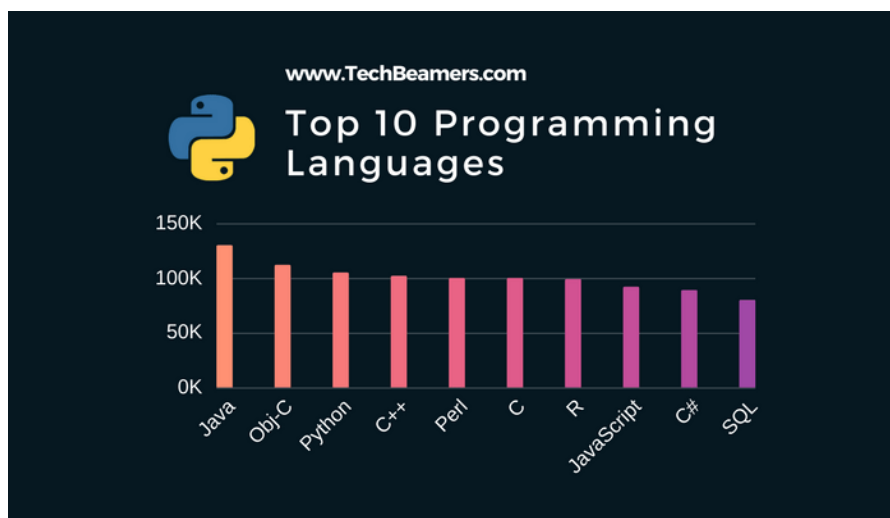 www.TechBeamers.com
Top 10 Programming
Languages
150K
100K
50K
0K
Java
Obj-C
Python
C++
Perl
C
R
JavaScript
C#
SQL